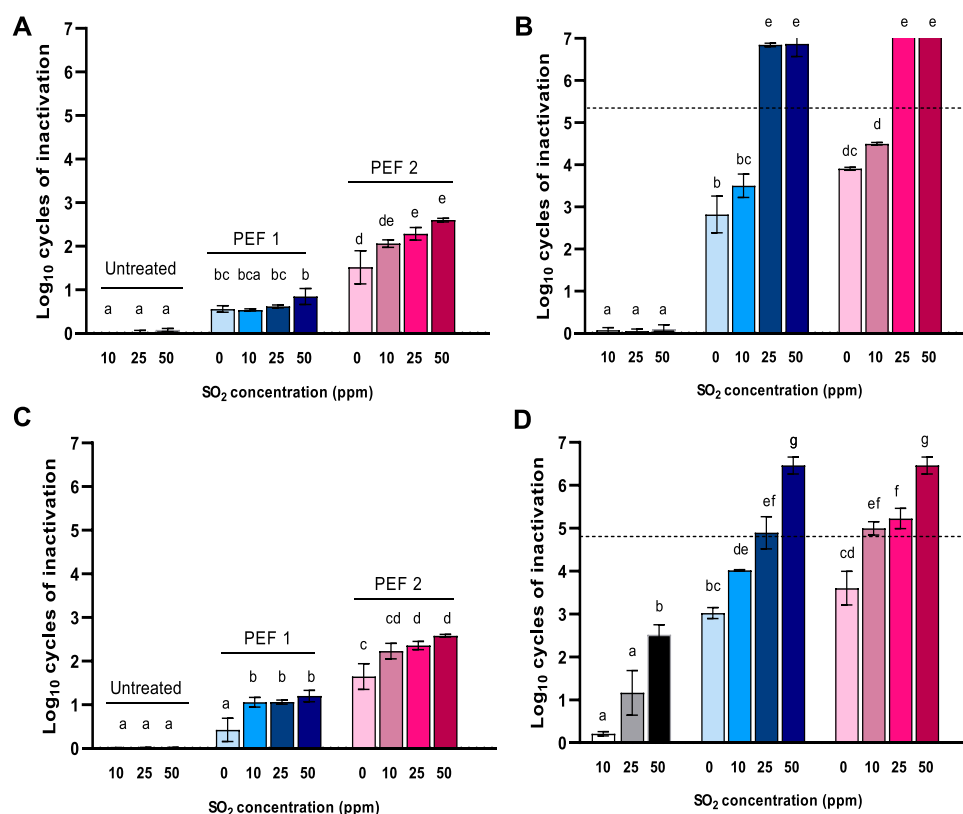 A
Log10 cycles of inactivation
7
6
5
4
3
2
1
0
Untreated
a a a
PEF 1
bc bca bc b
PEF 2
d de e e
10 25 50 0 10 25 50 0 10 25 50
SO2 concentration (ppm)
B
Log10 cycles of inactivation
7
6
5
4
3
2
1
0
a a a
b bc e e
dc d e e
10 25 50 0 10 25 50 0 10 25 50
SO2 concentration (ppm)
C
Log10 cycles of inactivation
7
6
5
4
3
2
1
0
Untreated
a a a
PEF 1
a b b b
PEF 2
c cd d d
10 25 50 0 10 25 50 0 10 25 50
SO2 concentration (ppm)
D
Log10 cycles of inactivation
7
6
5
4
3
2
1
0
a a b
bc de ef g
cd ef f g
10 25 50 0 10 25 50 0 10 25 50
SO2 concentration (ppm)